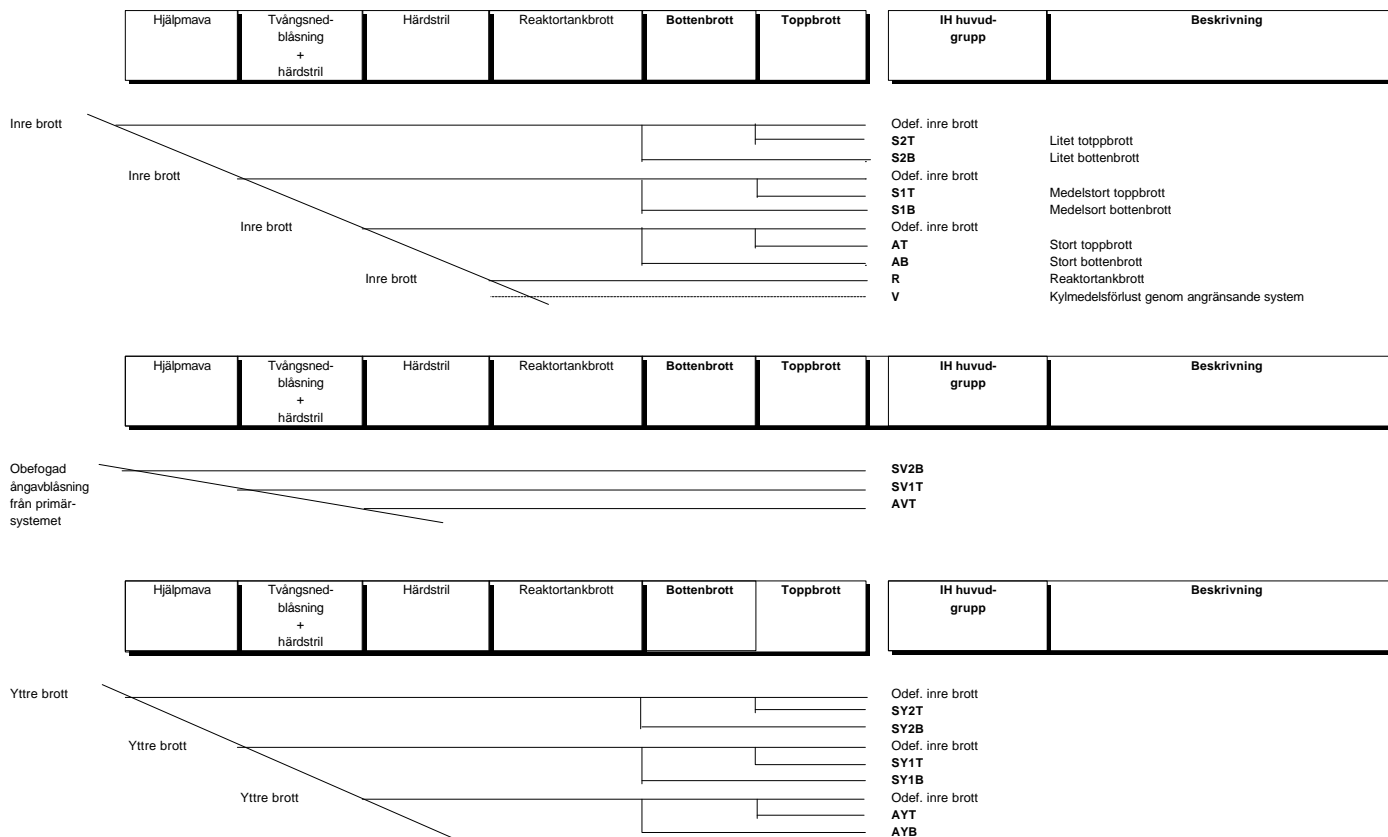 Hjälpmava
Tvångsned-
blåsning
+
härdstril
Härdstril
Reaktortankbrott
Bottenbrott
Toppbrott
IH huvud-
grupp
Beskrivning
Inre brott
Odef. inre brott
S2T
Litet totppbrott
S2B
Litet bottenbrott
Inre brott
Odef. inre brott
S1T
Medelstort toppbrott
S1B
Medelsort bottenbrott
Inre brott
Odef. inre brott
AT
Stort toppbrott
AB
Stort bottenbrott
Inre brott
R
Reaktortankbrott
V
Kylmedelsförlust genom angränsande system
Hjälpmava
Tvångsned-
blåsning
+
härdstril
Härdstril
Reaktortankbrott
Bottenbrott
Toppbrott
IH huvud-
grupp
Beskrivning
Obefogad
ångavblåsning
från primär-
systemet
SV2B
SV1T
AVT
Hjälpmava
Tvångsned-
blåsning
+
härdstril
Härdstril
Reaktortankbrott
Bottenbrott
Toppbrott
IH huvud-
grupp
Beskrivning
Yttre brott
Odef. inre brott
SY2T
SY2B
Yttre brott
Odef. inre brott
SY1T
SY1B
Yttre brott
Odef. inre brott
AYT
AYB